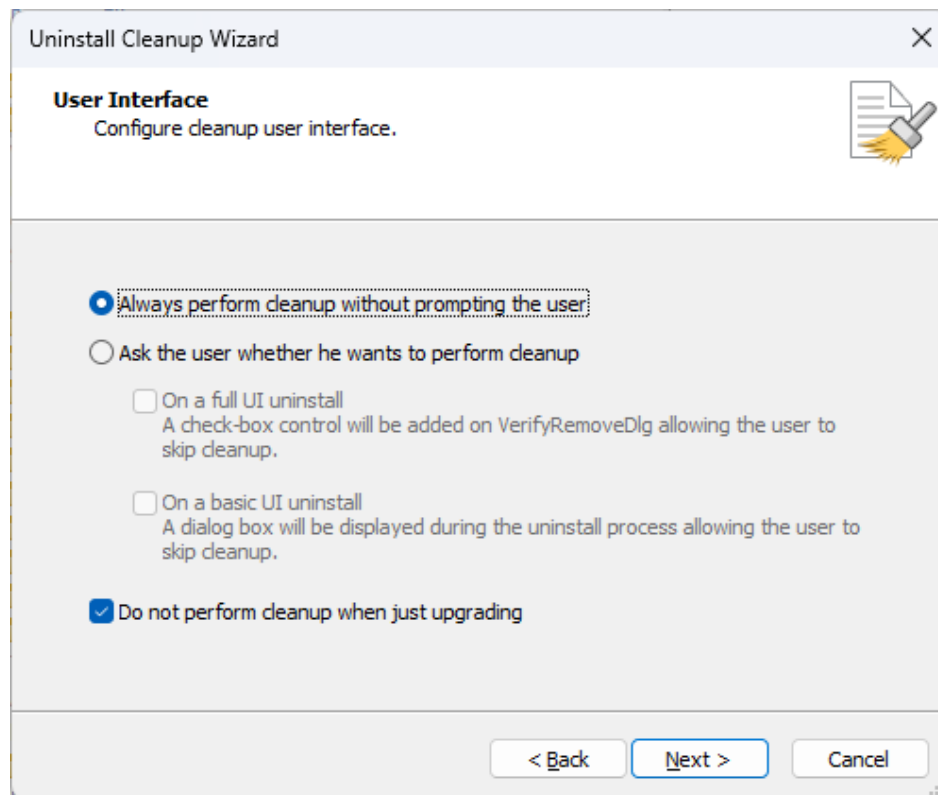 Uninstall Cleanup Wizard
User Interface
Configure cleanup user interface.
Always perform cleanup without prompting the user
Ask the user whether he wants to perform cleanup
On a full UI uninstall
A check-box control will be added on VerifyRemoveDlg allowing the user to
skip cleanup.
On a basic UI uninstall
A dialog box will be displayed during the uninstall process allowing the user to
skip cleanup.
Do not perform cleanup when just upgrading
< Back
Next >
Cancel